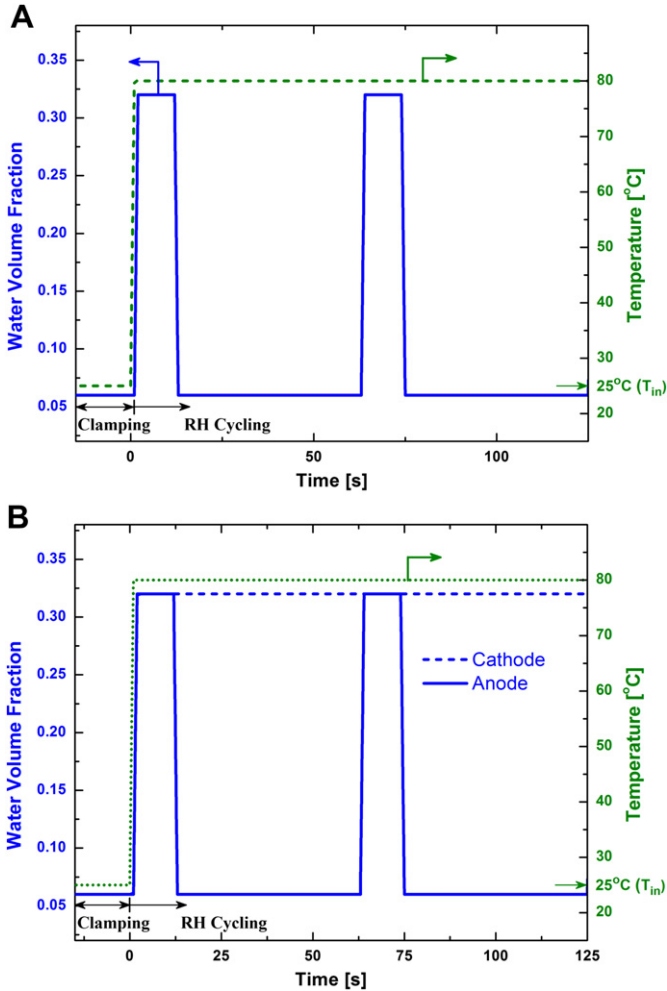 A
0.35
0.30
0.25
0.20
0.15
0.10
0.05
Water Volume Fraction
80
70
60
50
40
30
25°C (Tin)
20
Temperature [°C]
Clamping
RH Cycling
0
50
100
Time [s]
B
0.35
0.30
0.25
0.20
0.15
0.10
0.05
Water Volume Fraction
80
70
60
50
40
30
25°C (Tin)
20
Temperature [°C]
Cathode
Anode
Clamping
RH Cycling
0
25
50
75
100
125
Time [s]